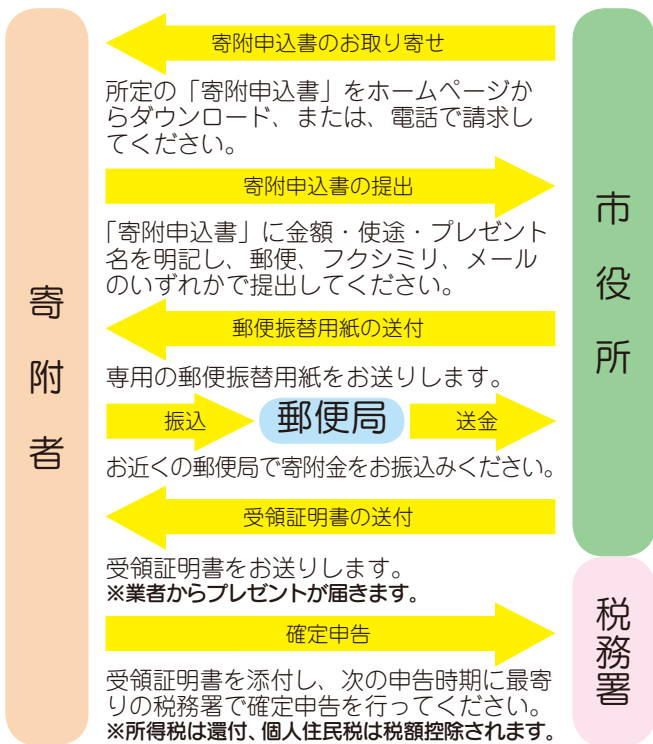 寄附申込書のお取り寄せ
所定の「寄附申込書」をホームページか
らダウンロード、または、電話で請求し
てください。
寄附申込書の提出
「寄附申込書」に金額・使途・プレゼント
名を明記し、郵便、フクシミリ、メール
のいずれかで提出してください。
郵便振替用紙の送付
専用の郵便振替用紙をお送りします。
振込 郵便局 送金
お近くの郵便局で寄附金をお振込みください。
受領証明書の送付
受領証明書をお送りします。
※業者からプレゼントが届きます。
確定申告
受領証明書を添付し、次の申告時期に最寄
りの税務署で確定申告を行ってください。
※所得税は還付、個人住民税は税額控除されます。
寄附者
市役所
税務署